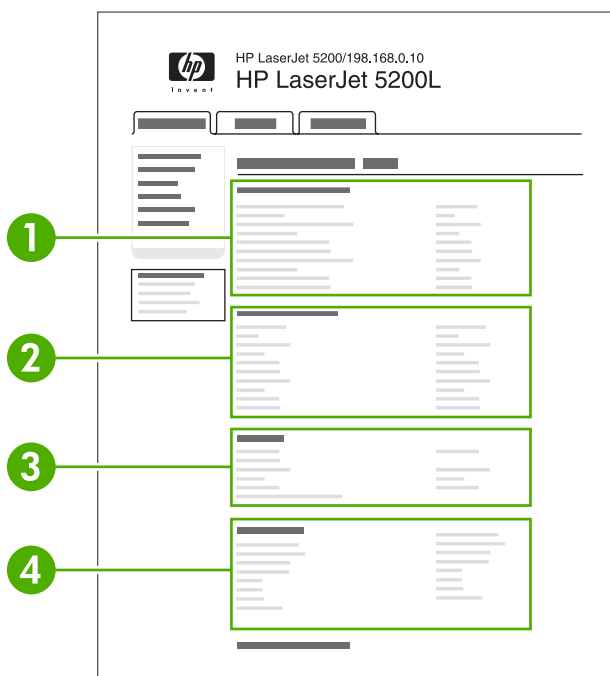 hp
invent
HP LaserJet 5200/198.168.0.10
HP LaserJet 5200L
1
2
3
4